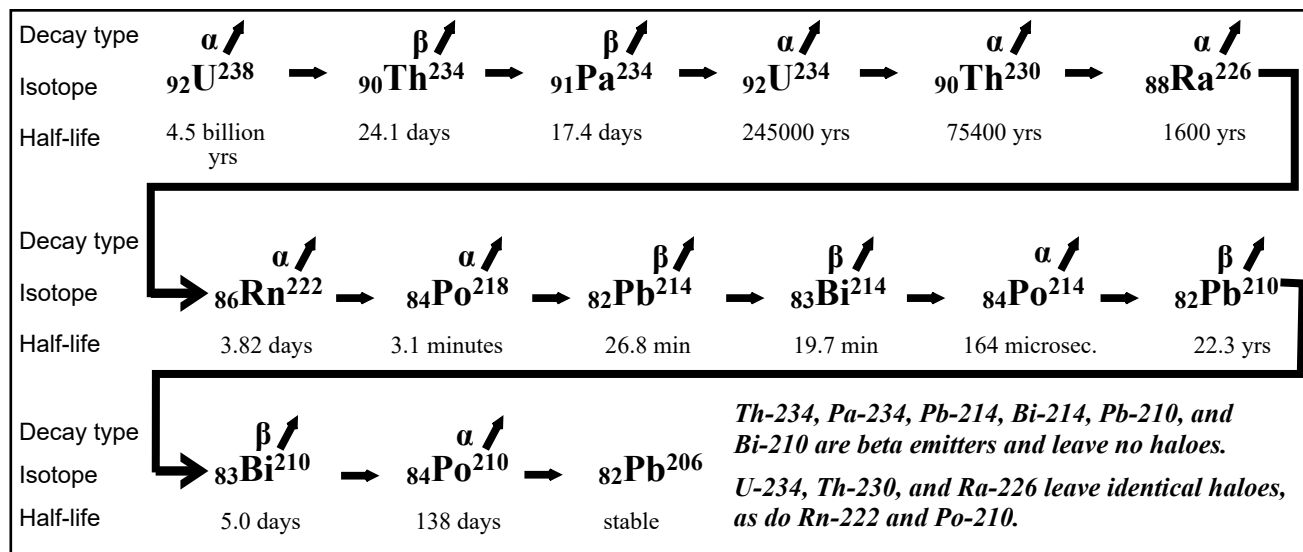 Decay type α β β α α α
Isotope ₉₂U²³⁸ ₉₀Th²³⁴ ₉₁Pa²³⁴ ₉₂U²³⁴ ₉₀Th²³⁰ ₈₈Ra²²⁶
Half-life 4.5 billion yrs 24.1 days 17.4 days 245000 yrs 75400 yrs 1600 yrs
Decay type α α β β α β
Isotope ₈₆Rn²²² ₈₄Po²¹⁸ ₈₂Pb²¹⁴ ₈₃Bi²¹⁴ ₈₄Po²¹⁴ ₈₂Pb²¹⁰
Half-life 3.82 days 3.1 minutes 26.8 min 19.7 min 164 microsec. 22.3 yrs
Decay type β α
Isotope ₈₃Bi²¹⁰ ₈₄Po²¹⁰ ₈₂Pb²⁰⁶
Half-life 5.0 days 138 days stable
Th-234, Pa-234, Pb-214, Bi-214, Pb-210, and
Bi-210 are beta emitters and leave no haloes.
U-234, Th-230, and Ra-226 leave identical haloes,
as do Rn-222 and Po-210.